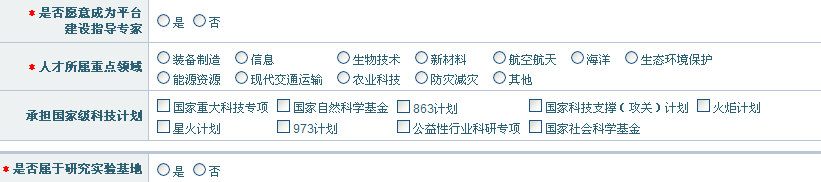 *是否愿意成为平台
建设指导专家
是 否
*人才所属重点领域
装备制造 信息 生物技术 新材料 航空航天 海洋 生态环境保护
能源资源 现代交通运输 农业科技 防灾减灾 其他
承担国家级科技计划
国家重大科技专项 国家自然科学基金 863计划 国家科技支撑（攻关）计划 火炬计划
星火计划 973计划 公益性行业科研专项 国家社会科学基金
*是否属于研究实验基地
是 否